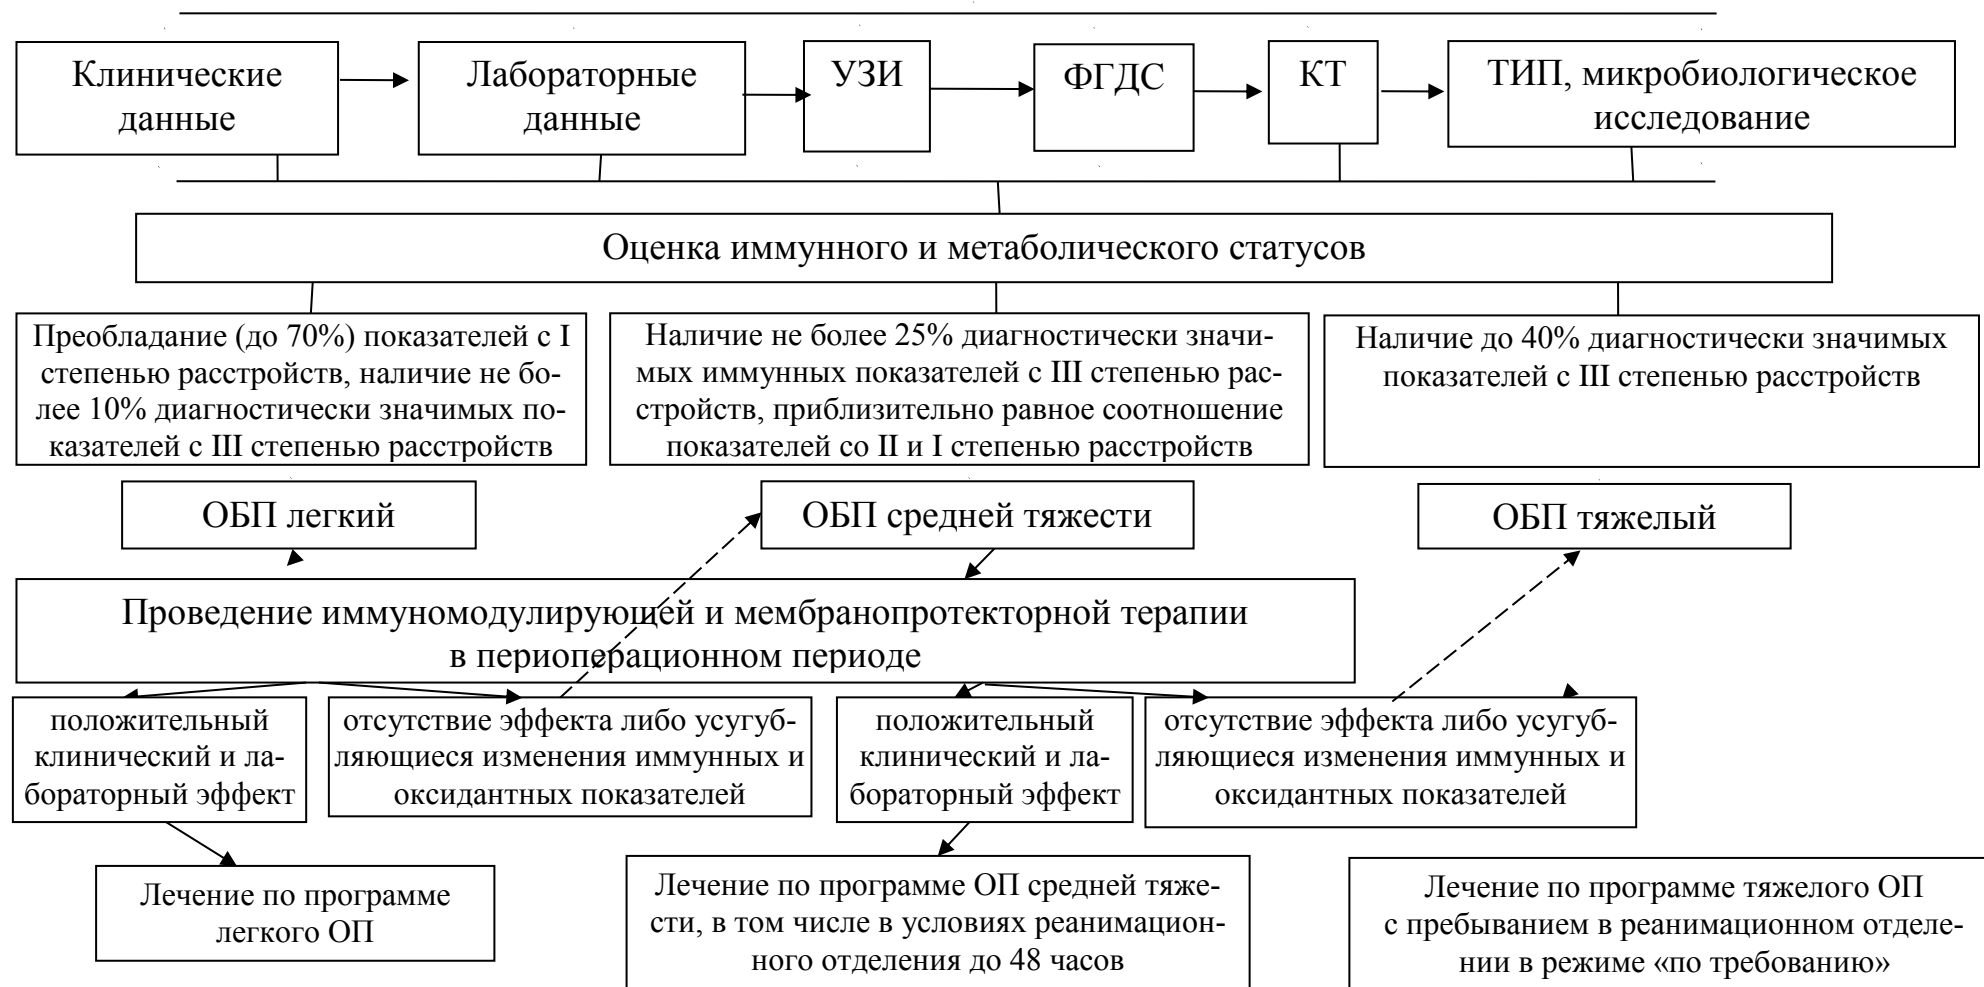 Клинические
данные
Лабораторные
данные
УЗИ
ФГДС
КТ
ТИП, микробиологическое
исследование
Оценка иммунного и метаболического статусов
Преобладание (до 70%) показателей с I
степенью расстройств, наличие не бо-
лее 10% диагностически значимых по-
казателей с III степенью расстройств
Наличие не более 25% диагностически значи-
мых иммунных показателей с III степенью рас-
стройств, приблизительно равное соотношение
показателей со II и I степенью расстройств
Наличие до 40% диагностически значимых
показателей с III степенью расстройств
ОБП легкий
ОБП средней тяжести
ОБП тяжелый
Проведение иммуномодулирующей и мембранопротекторной терапии
в периоперационном периоде
положительный
клинический и ла-
бораторный эффект
отсутствие эффекта либо усугуб-
ляющиеся изменения иммунных и
оксидантных показателей
положительный
клинический и ла-
бораторный эффект
отсутствие эффекта либо усугуб-
ляющиеся изменения иммунных и
оксидантных показателей
Лечение по программе
легкого ОП
Лечение по программе ОП средней тяже-
сти, в том числе в условиях реанимацион-
ного отделения до 48 часов
Лечение по программе тяжелого ОП
с пребыванием в реанимационном отделе-
нии в режиме «по требованию»